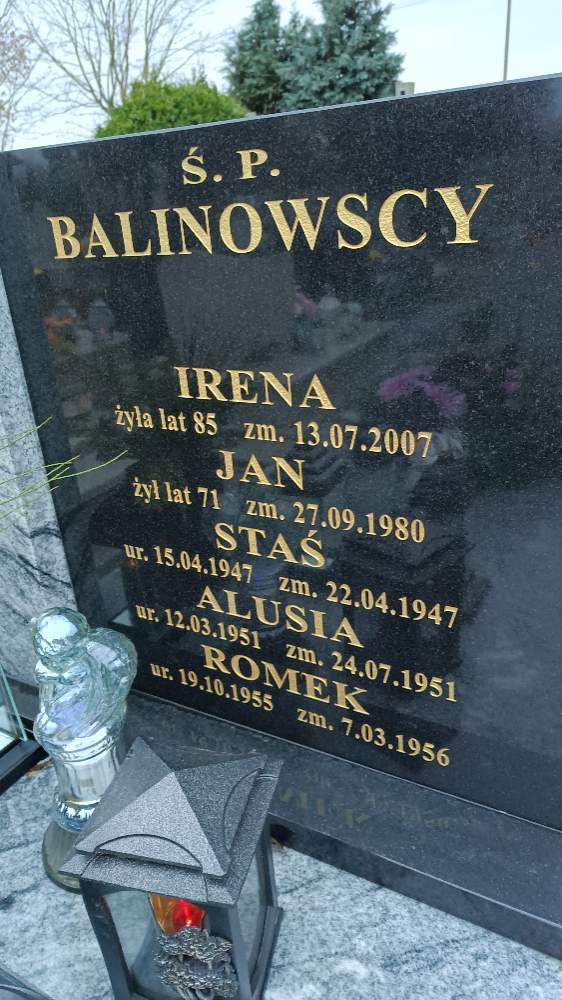 Ś. P.
BALINOWSCY
IRENA
żyła lat 85 zm. 13.07.2007
JAN
żył lat 71 zm. 27.09.1980
STAŚ
ur. 15.04.1947 zm. 22.04.1947
ALUSIA
ur. 12.03.1951 zm. 24.07.1951
ROMEK
ur. 19.10.1955 zm. 7.03.1956